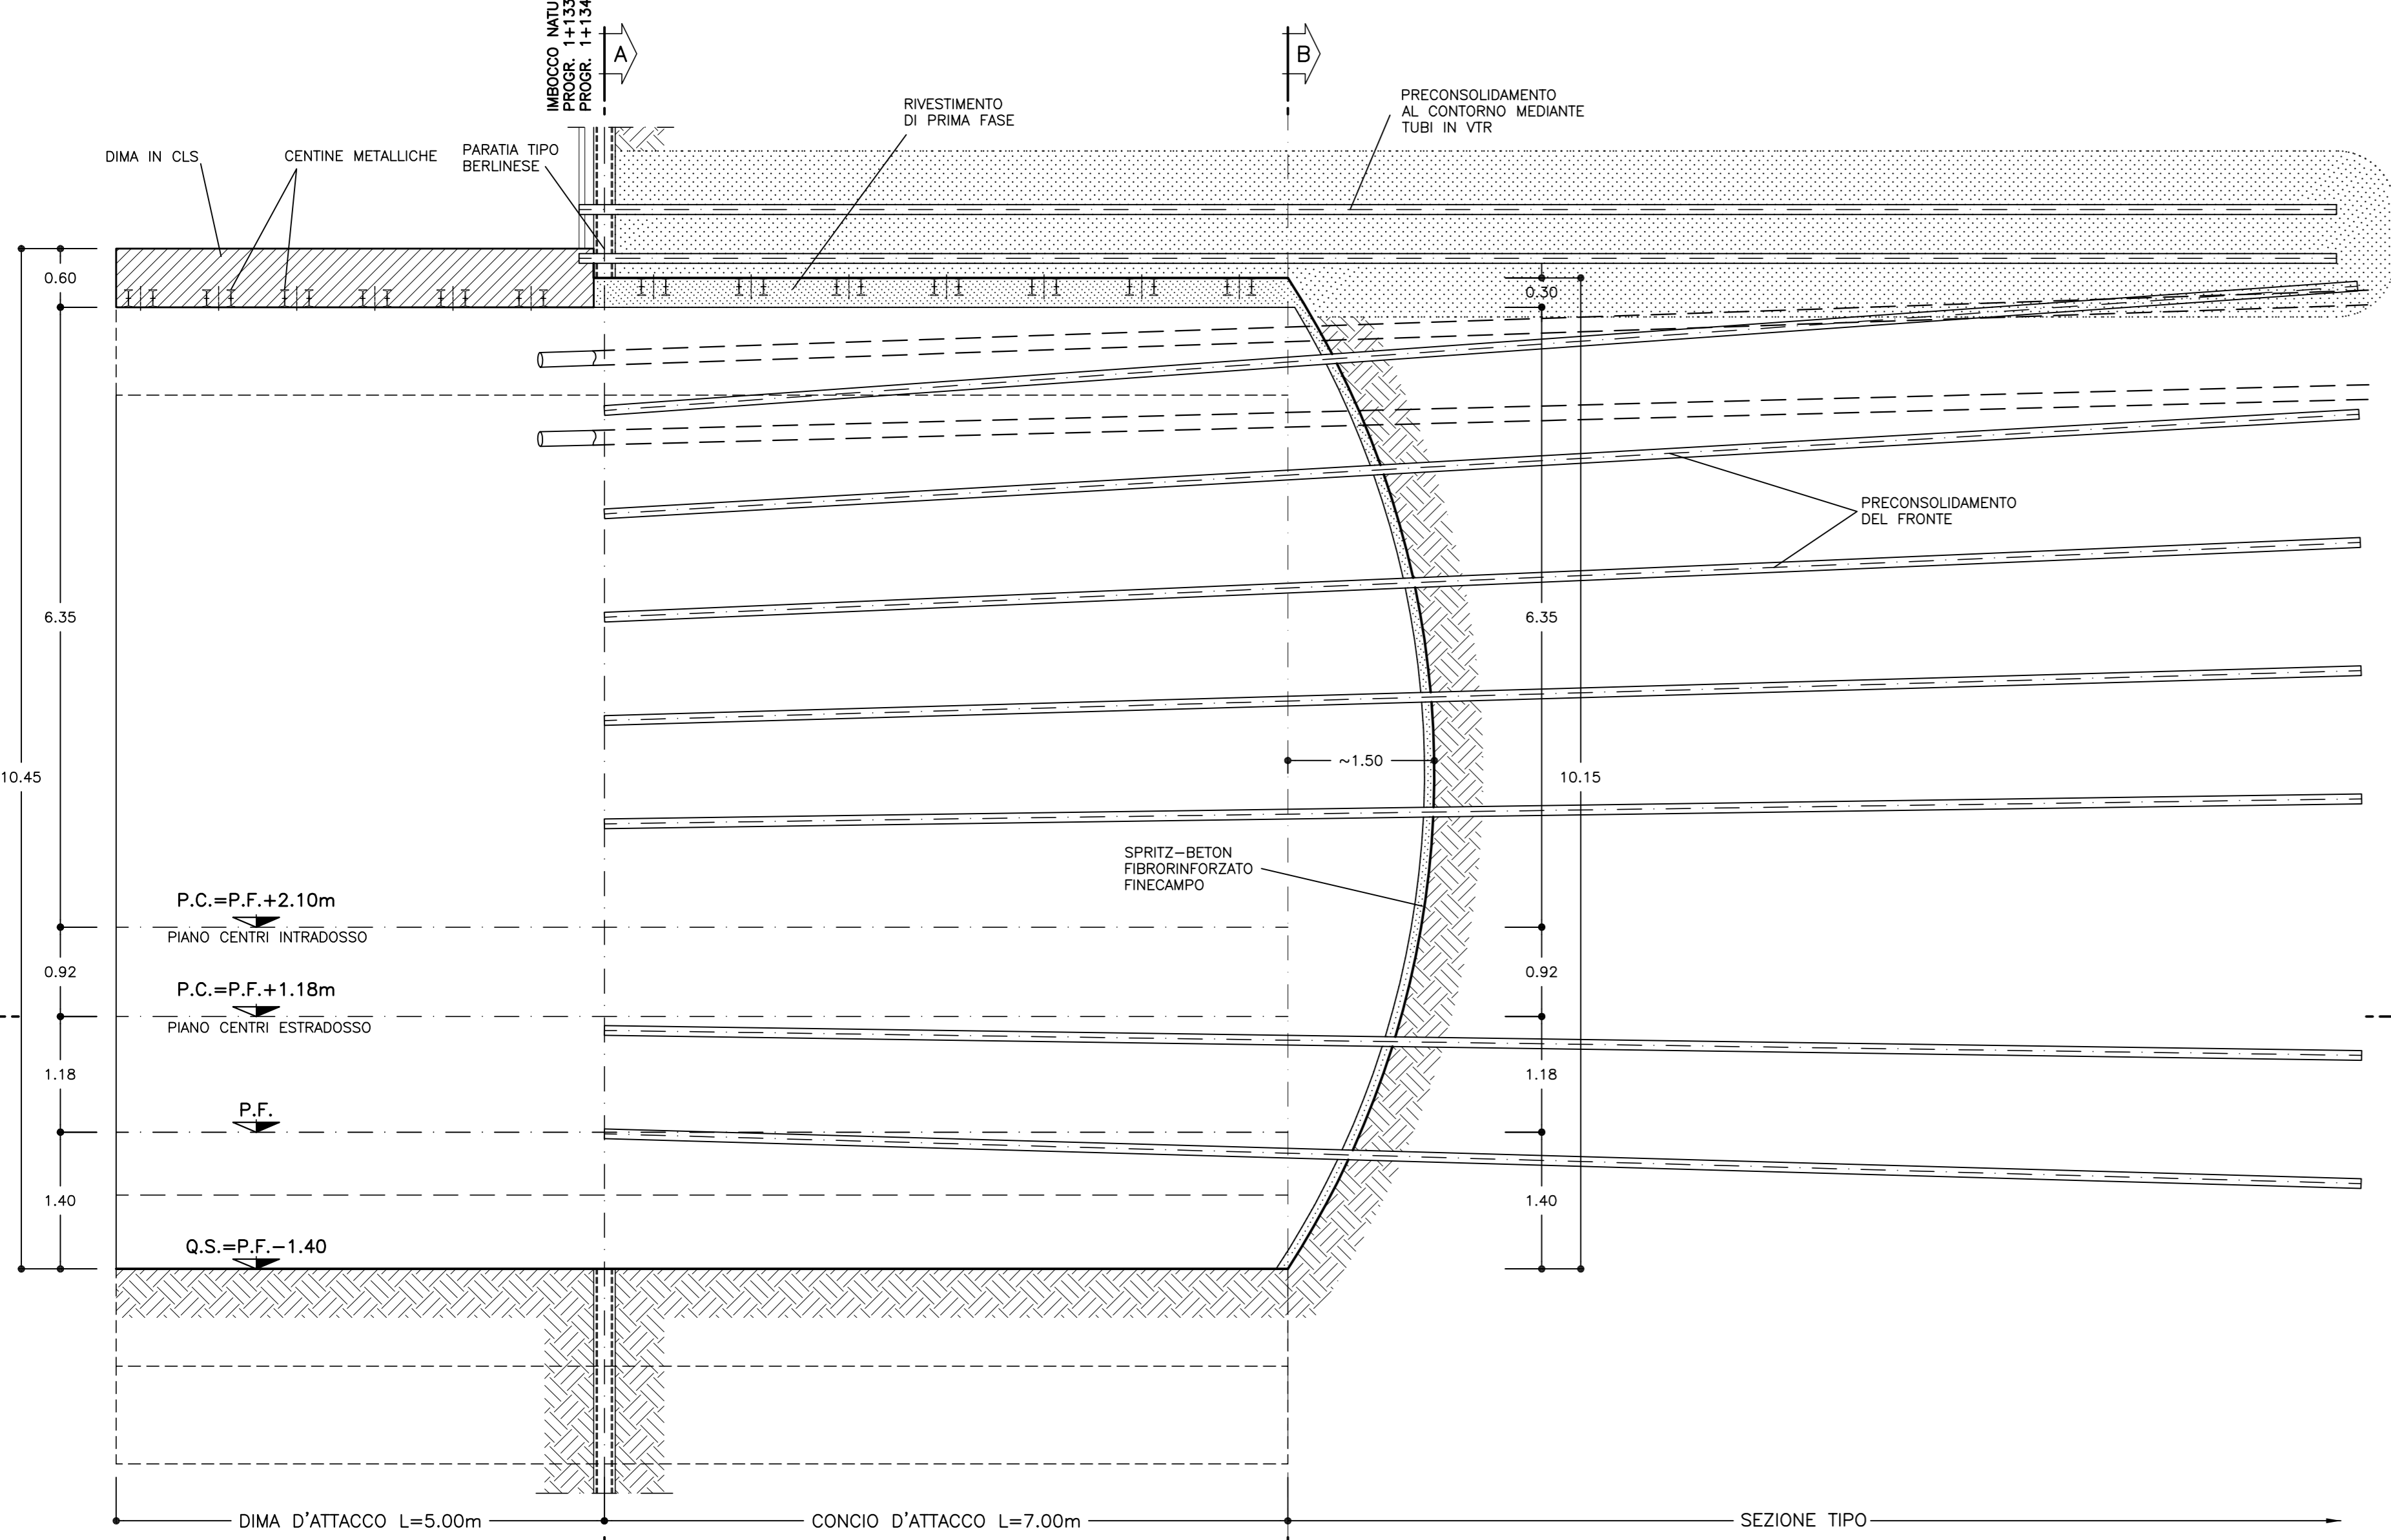 IMBOCCO NATU
PROGR. 1+133
PROGR. 1+134
A
B
DIMA IN CLS
CENTINE METALLICHE
PARATIA TIPO
BERLINESE
RIVESTIMENTO
DI PRIMA FASE
PRECONSOLIDAMENTO
AL CONTORNO MEDIANTE
TUBI IN VTR
0.60
0.30
6.35
6.35
PRECONSOLIDAMENTO
DEL FRONTE
10.45
~1.50
10.15
SPRITZ-BETON
FIBRORINFORZATO
FINECAMPO
P.C.=P.F.+2.10m
PIANO CENTRI INTRADOSSO
0.92
0.92
P.C.=P.F.+1.18m
PIANO CENTRI ESTRADOSSO
1.18
1.18
P.F.
1.40
1.40
Q.S.=P.F.-1.40
DIMA D'ATTACCO L=5.00m
CONCIO D'ATTACCO L=7.00m
SEZIONE TIPO